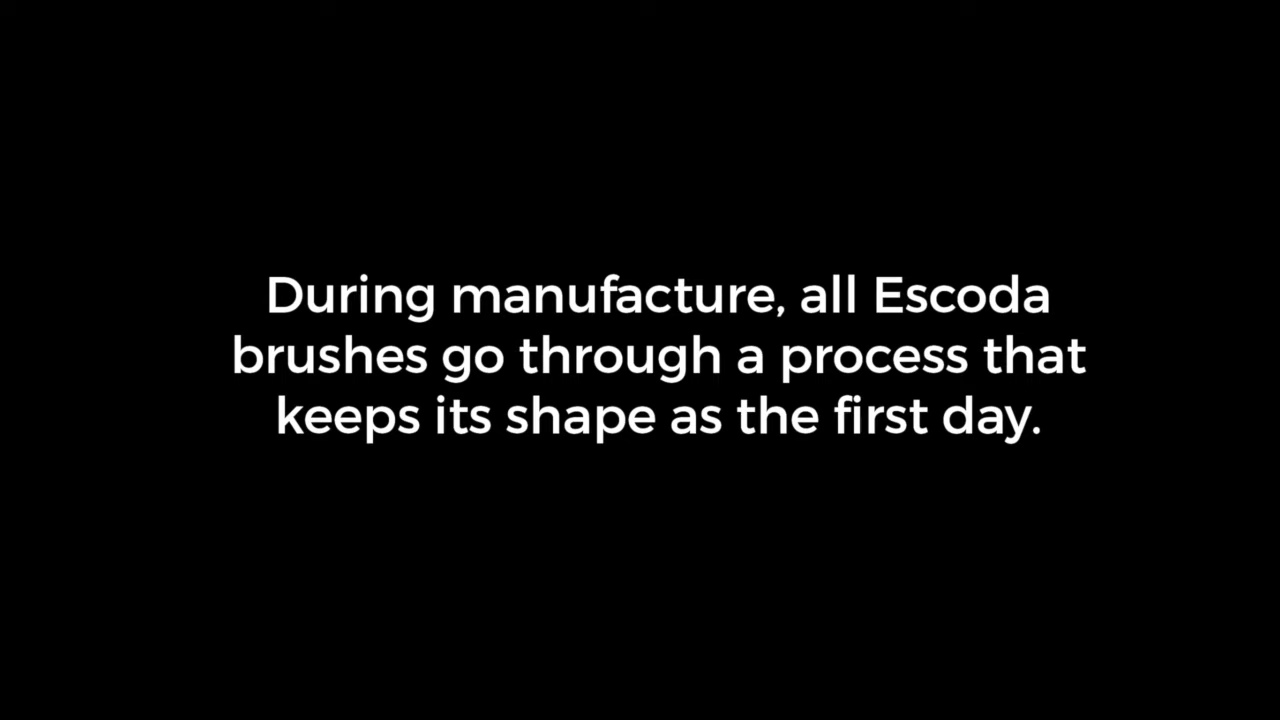 During manufacture, all Escoda
brushes go through a process that
keeps its shape as the first day.